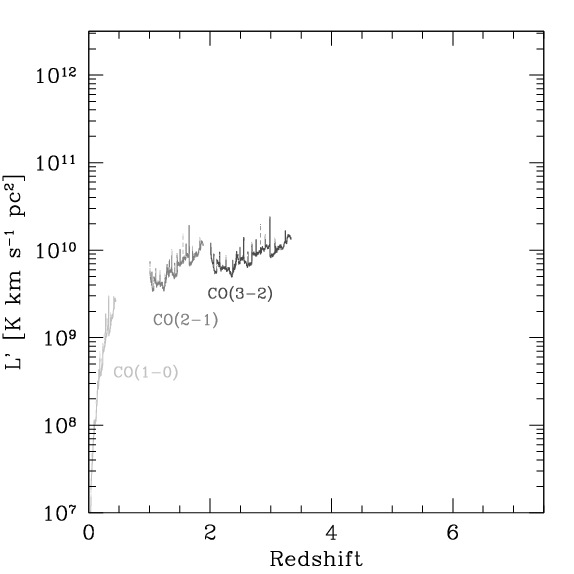 10¹²
10¹¹
L' [K km s⁻¹ pc²]
10¹⁰
CO(3-2)
CO(2-1)
10⁹
CO(1-0)
10⁸
10⁷
0 2 4 6
Redshift